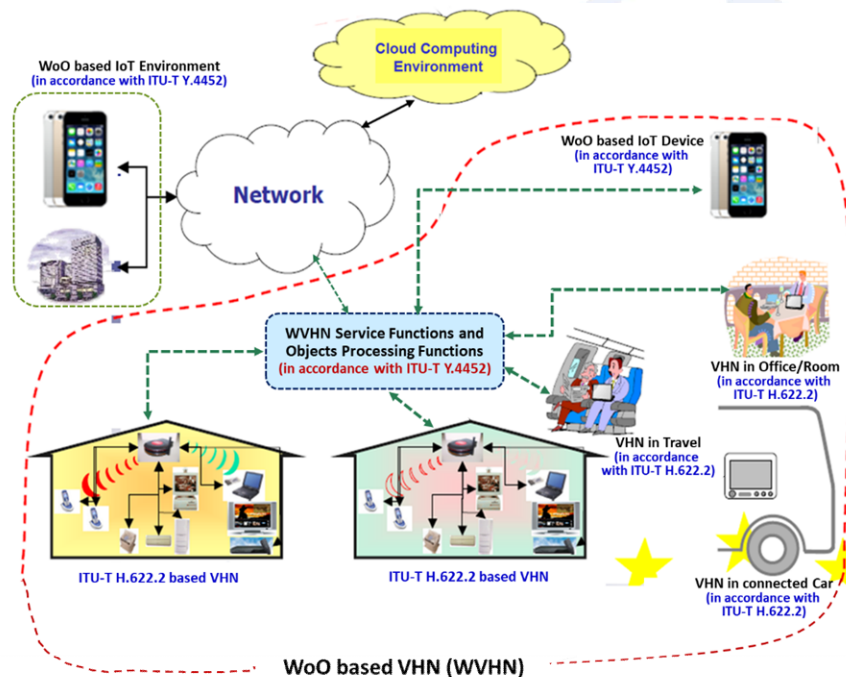 Cloud Computing
Environment
WoO based IoT Environment
(in accordance with ITU-T Y.4452)
WoO based IoT Device
(in accordance with
ITU-T Y.4452)
Network
WVHN Service Functions and
Objects Processing Functions
(in accordance with ITU-T Y.4452)
VHN in Office/Room
(in accordance with
ITU-T H.622.2)
VHN in Travel
(in accordance
with ITU-T H.622.2)
ITU-T H.622.2 based VHN
ITU-T H.622.2 based VHN
VHN in connected Car
(in accordance with
ITU-T H.622.2)
WoO based VHN (WVHN)